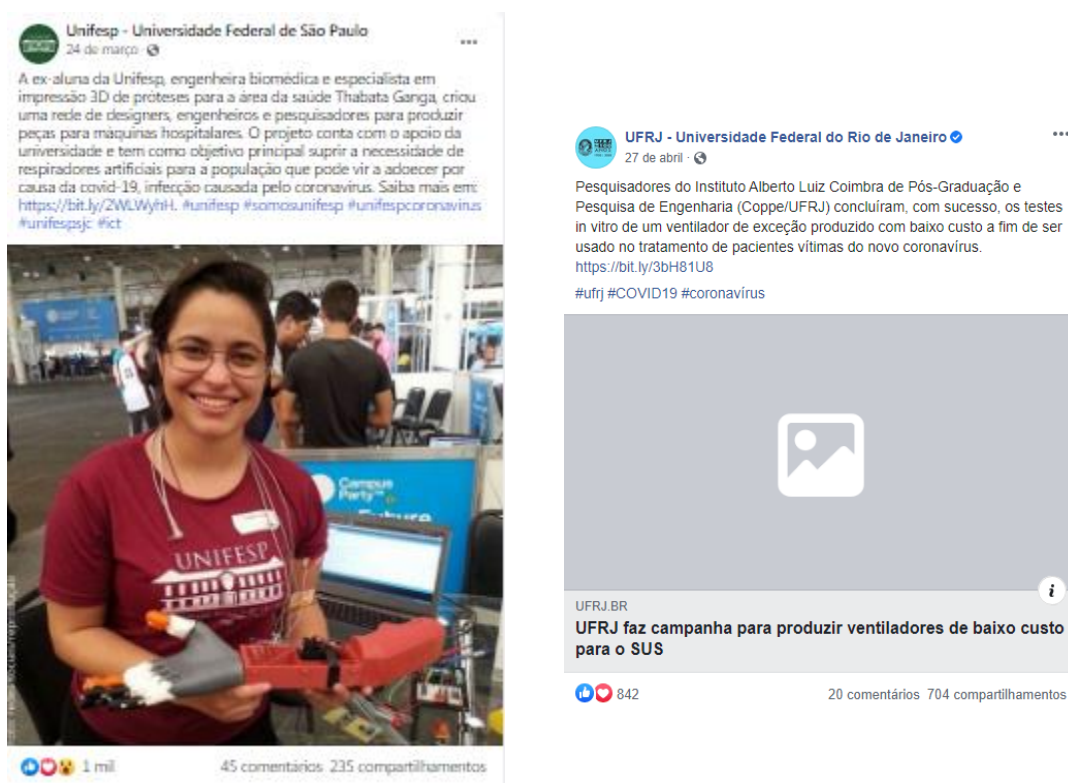 Unifesp - Universidade Federal de São Paulo
24 de março
A ex-aluna da Unifesp, engenheira biomédica e especialista em
impressão 3D de próteses para a área da saúde Thabata Ganga, criou
uma rede de designers, engenheiros e pesquisadores para produzir
peças para máquinas hospitalares. O projeto conta com o apoio da
universidade e tem como objetivo principal suprir a necessidade de
respiradores artificiais para a população que pode vir a adoecer por
causa da covid-19, infecção causada pelo coronavírus. Saiba mais em:
https://bit.ly/2WLWyhH. #unifesp #somosunifesp #unifespcoronavirus
#unifespsjc #ict
Campus
Party
Future
UNIFESP
1 mil
45 comentários 235 compartilhamentos
UFRJ - Universidade Federal do Rio de Janeiro
27 de abril
Pesquisadores do Instituto Alberto Luiz Coimbra de Pós-Graduação e
Pesquisa de Engenharia (Coppe/UFRJ) concluíram, com sucesso, os testes
in vitro de um ventilador de exceção produzido com baixo custo a fim de ser
usado no tratamento de pacientes vítimas do novo coronavírus.
https://bit.ly/3bH81U8
#ufrj #COVID19 #coronavírus
UFRJ.BR
UFRJ faz campanha para produzir ventiladores de baixo custo
para o SUS
842
20 comentários 704 compartilhamentos